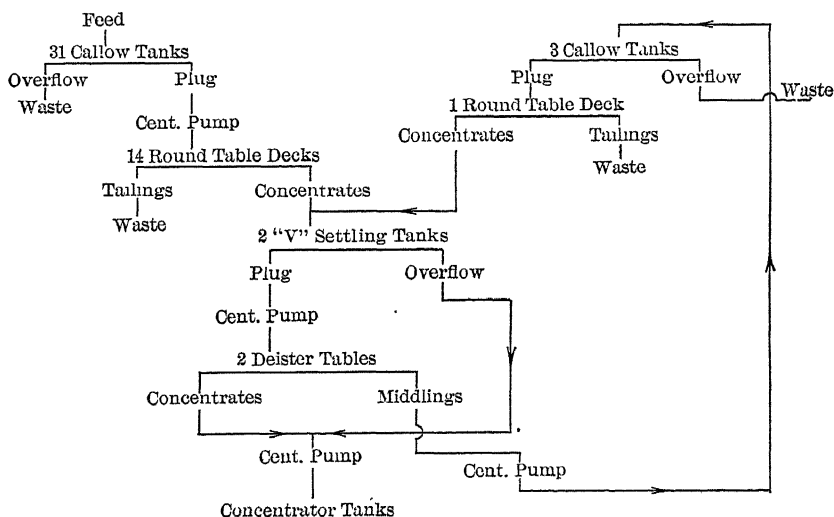 Feed
31 Callow Tanks
3 Callow Tanks
Overflow
Plug
Plug
Overflow
Waste
Waste
1 Round Table Deck
Cent. Pump
Concentrates
Tailings
14 Round Table Decks
Waste
Tailings
Concentrates
Waste
2 "V" Settling Tanks
Plug
Overflow
Cent. Pump
2 Deister Tables
Concentrates
Middlings
Cent. Pump
Cent. Pump
Concentrator Tanks